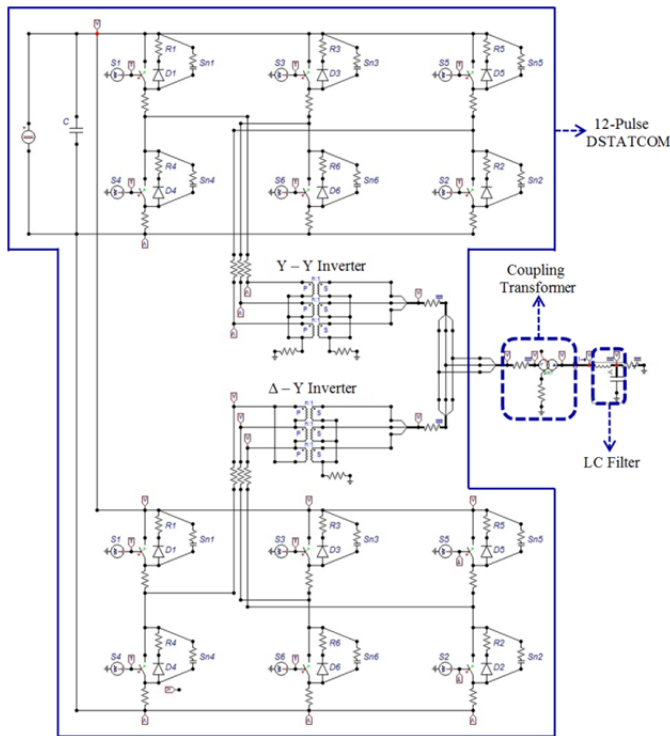 R1 R3 R5
S1 Sn1 S3 Sn3 S5 Sn5
D1 D3 D5
C
12-Pulse
DSTATCOM
R4 R6 R2
S4 Sn4 S6 Sn6 S2 Sn2
D4 D6 D2
Y – Y Inverter
P S
P S
P S
Coupling
Transformer
Δ – Y Inverter
P S
P S
P S
LC Filter
R1 R3 R5
S1 Sn1 S3 Sn3 S5 Sn5
D1 D3 D5
R4 R6 R2
S4 Sn4 S6 Sn6 S2 Sn2
D4 D6 D2